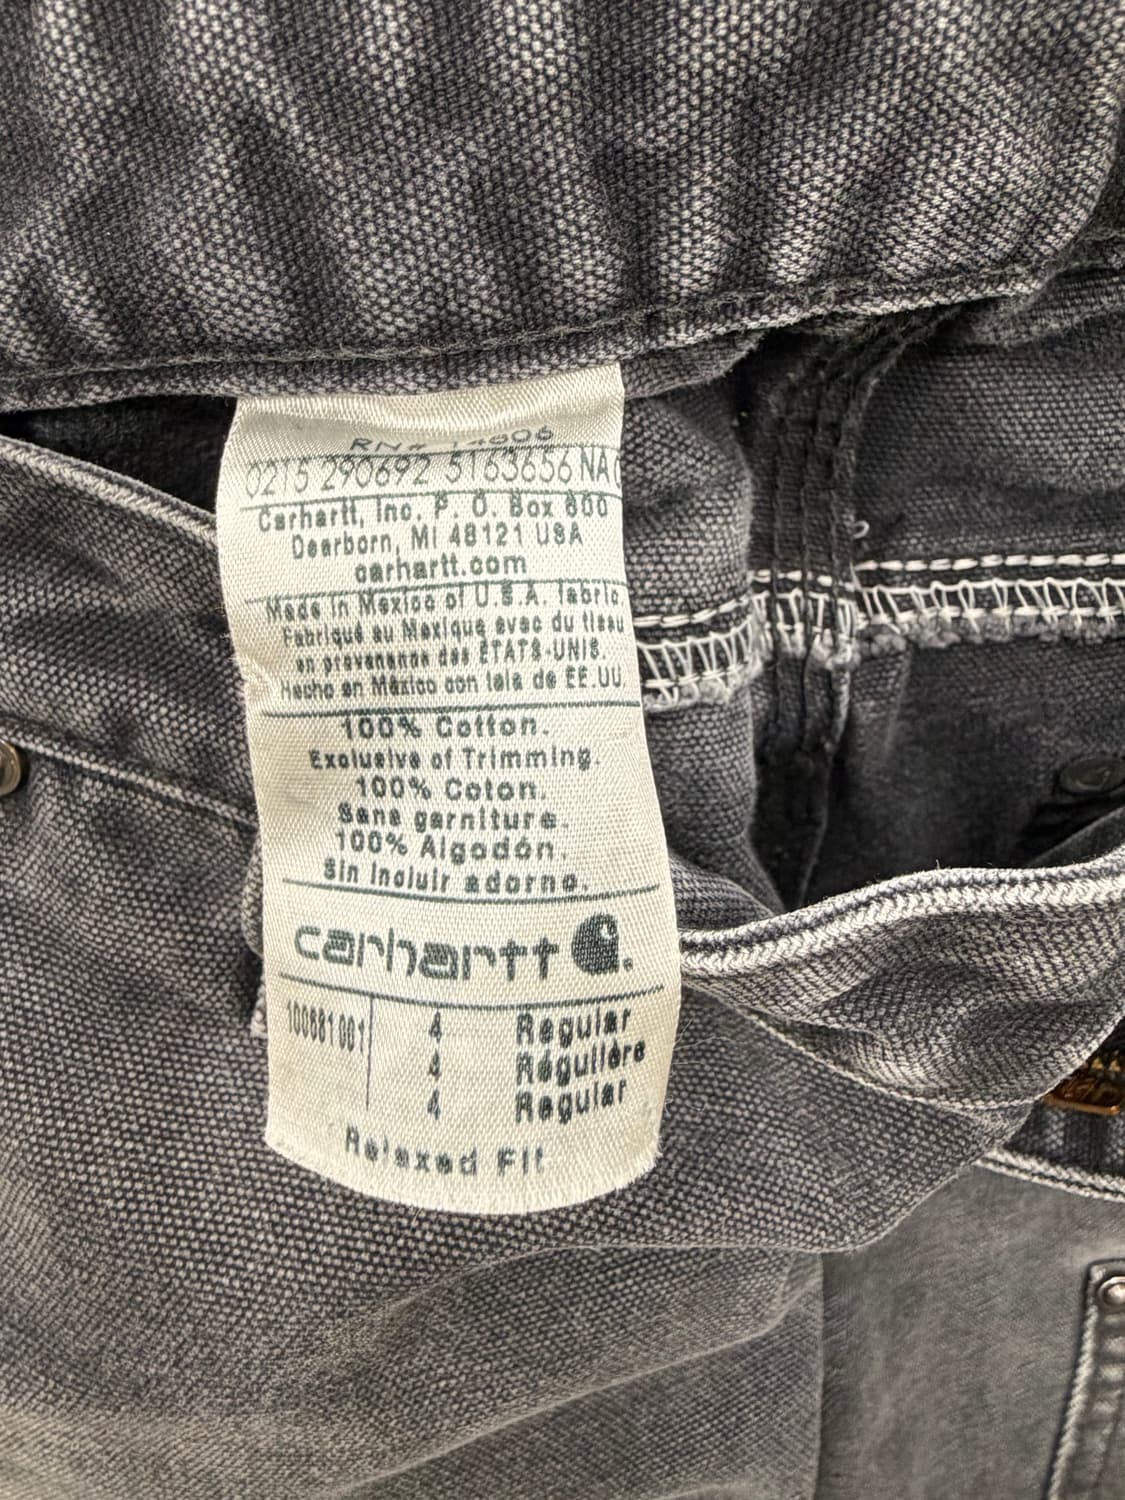 RN# 14806
0215 290692 5163656 NA
Carhartt, Inc. P. O. Box 600
Dearborn, MI 48121 USA
carhartt.com
Made in Mexico of U.S.A. fabric
Fabriqué au Mexique avec du tissu
en provenance des ÉTATS-UNIS.
Hecho en México con tela de EE.UU.
100% Cotton.
Exclusive of Trimming.
100% Coton.
Sans garniture.
100% Algodón.
Sin incluir adorno.
carhartt
4 Regular
4 Régulière
4 Regular
Relaxed Fit